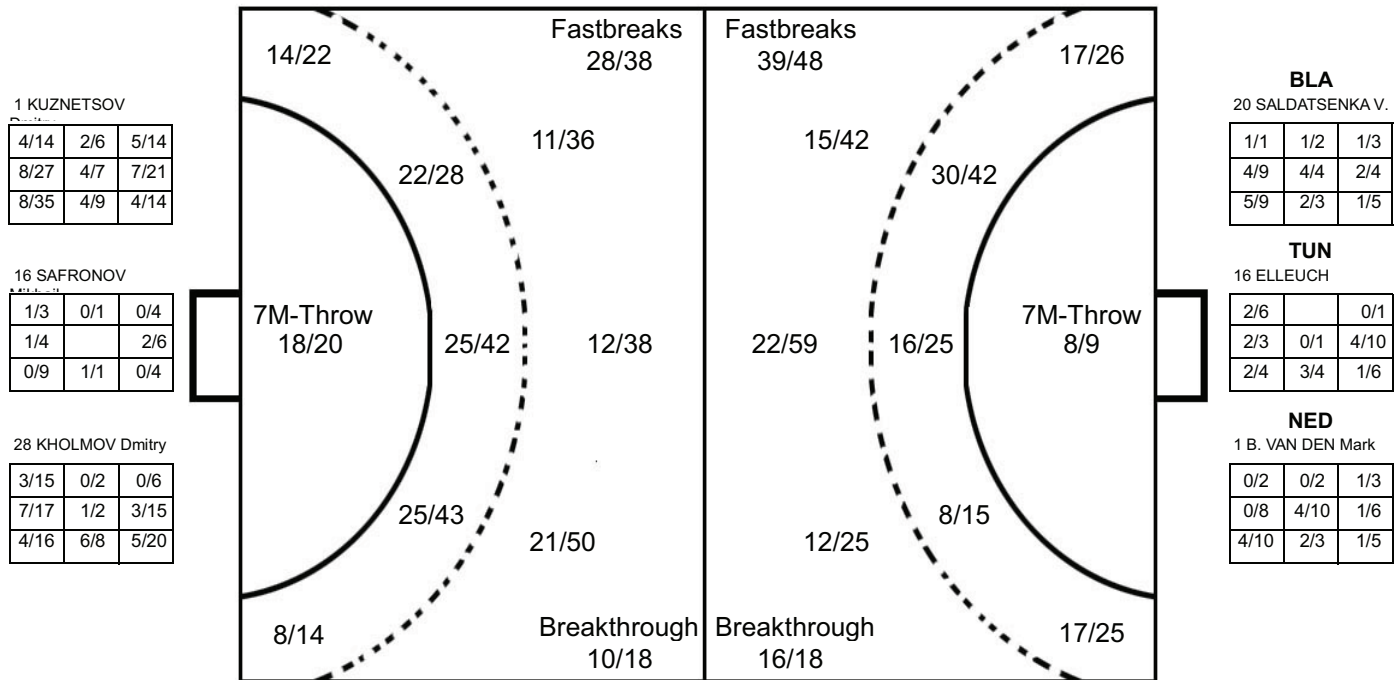 1 KUZNETSOV
4/14 2/6 5/14
8/27 4/7 7/21
8/35 4/9 4/14
16 SAFRONOV
1/3 0/1 0/4
1/4 2/6
0/9 1/1 0/4
28 KHOLMOV Dmitry
3/15 0/2 0/6
7/17 1/2 3/15
4/16 6/8 5/20
Fastbreaks
28/38
14/22
11/36
22/28
7M-Throw
18/20
25/42
12/38
25/43
21/50
8/14
Breakthrough
10/18
Fastbreaks
39/48
17/26
15/42
30/42
22/59
16/25
7M-Throw
8/9
8/15
12/25
Breakthrough
16/18
17/25
BLA
20 SALDATSENKA V.
1/1 1/2 1/3
4/9 4/4 2/4
5/9 2/3 1/5
TUN
16 ELLEUCH
2/6 0/1
2/3 0/1 4/10
2/4 3/4 1/6
NED
1 B. VAN DEN Mark
0/2 0/2 1/3
0/8 4/10 1/6
4/10 2/3 1/5